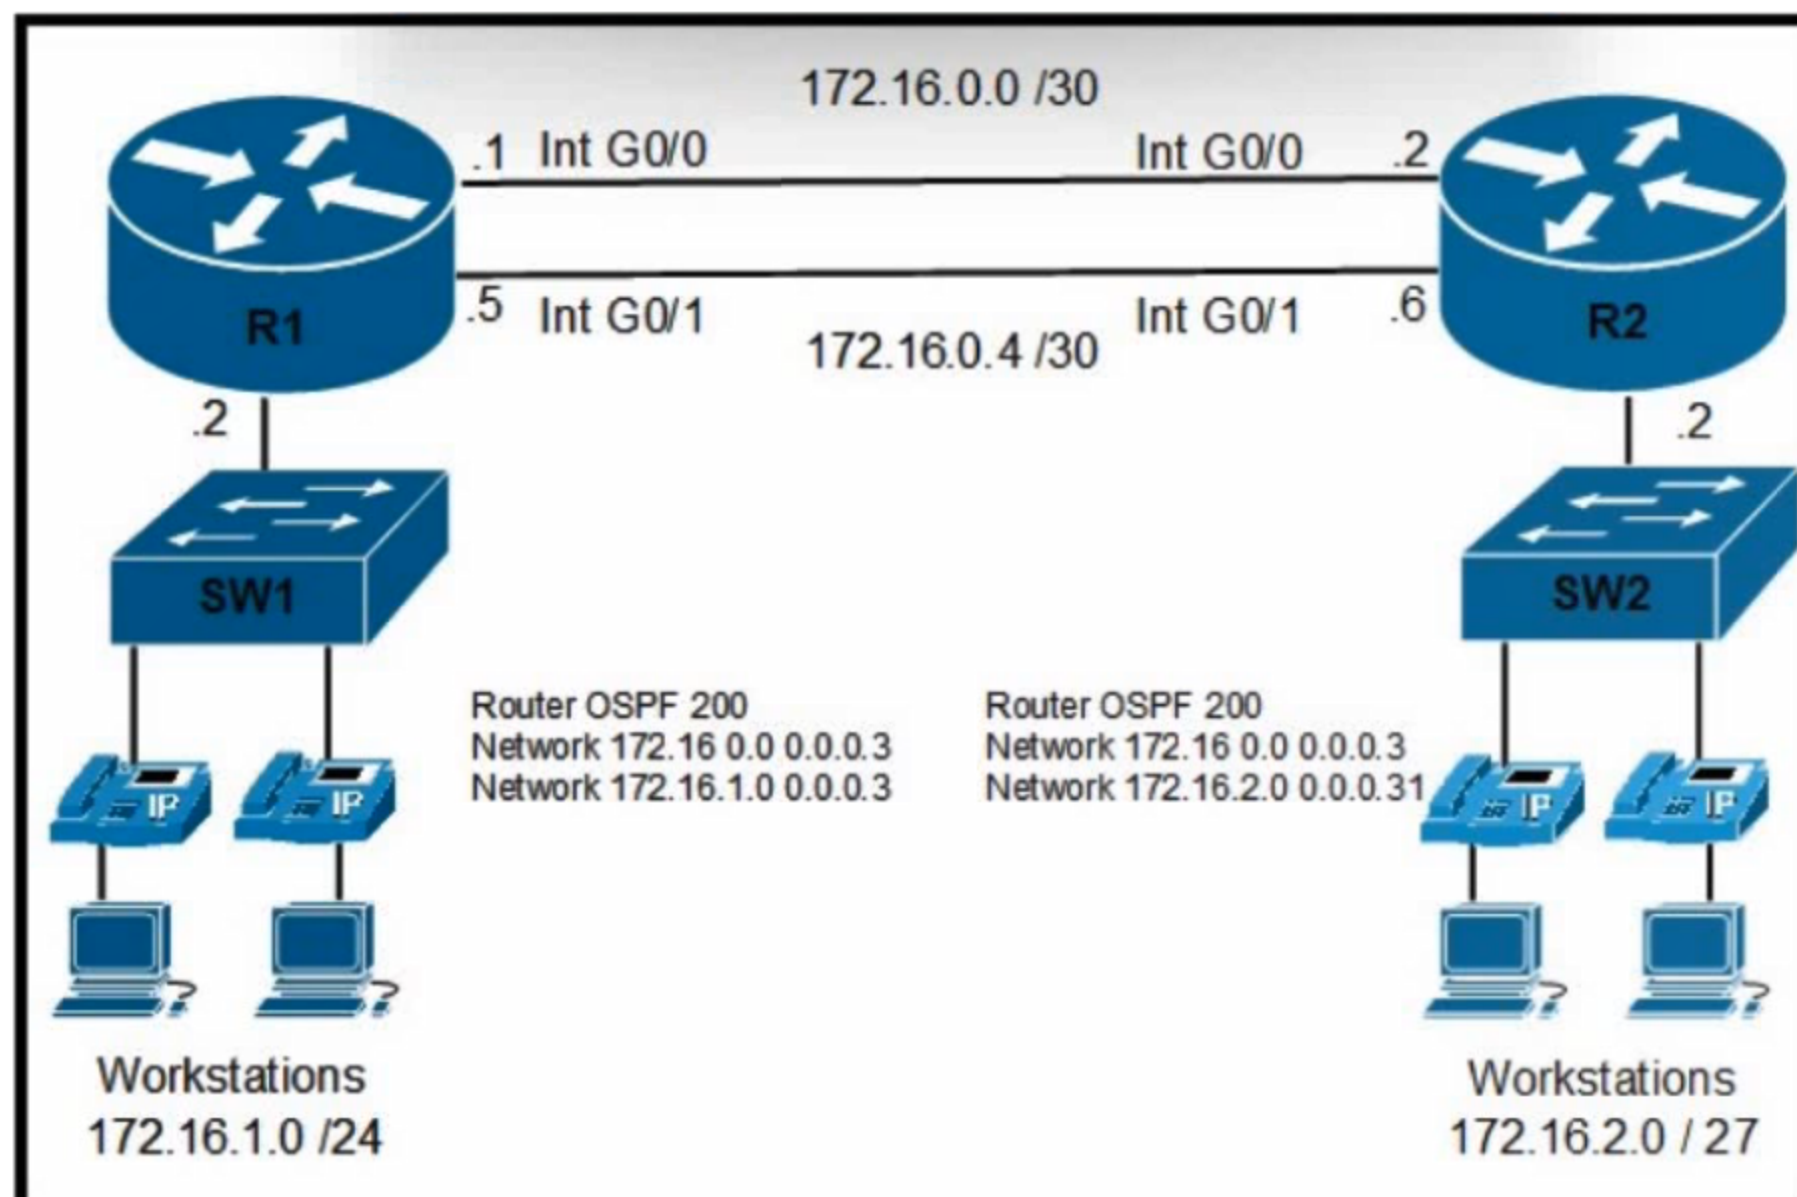 172.16.0.0 /30
.1 Int G0/0 Int G0/0 .2
.5 Int G0/1 Int G0/1 .6
172.16.0.4 /30
R1 R2
.2 .2
SW1 SW2
Router OSPF 200
Network 172.16 0.0 0.0.0.3
Network 172.16.1.0 0.0.0.3
Router OSPF 200
Network 172.16 0.0 0.0.0.3
Network 172.16.2.0 0.0.0.31
IP IP IP IP
Workstations
172.16.1.0 /24
Workstations
172.16.2.0 / 27